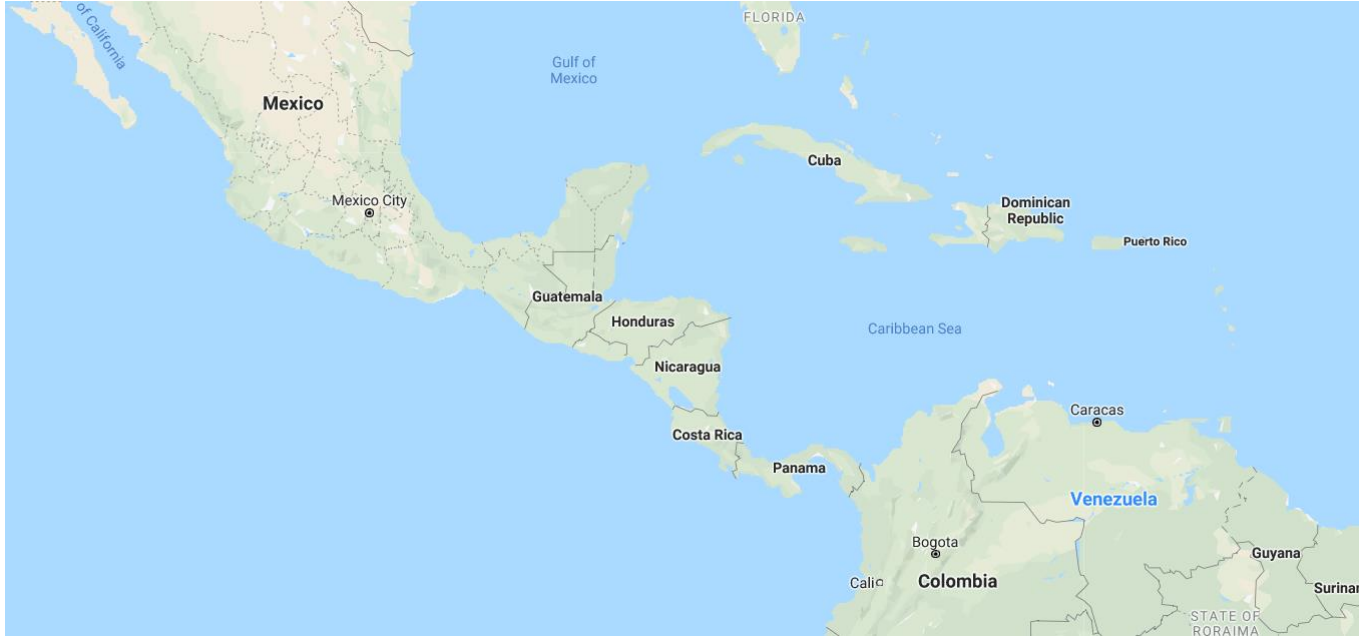 of California
FLORIDA
Gulf of
Mexico
Mexico
Cuba
Mexico City
Dominican
Republic
Puerto Rico
Guatemala
Honduras
Caribbean Sea
Nicaragua
Caracas
Costa Rica
Panama
Venezuela
Bogota
Guyana
Cali
Colombia
Surinar
STATE OF
RORAIMA